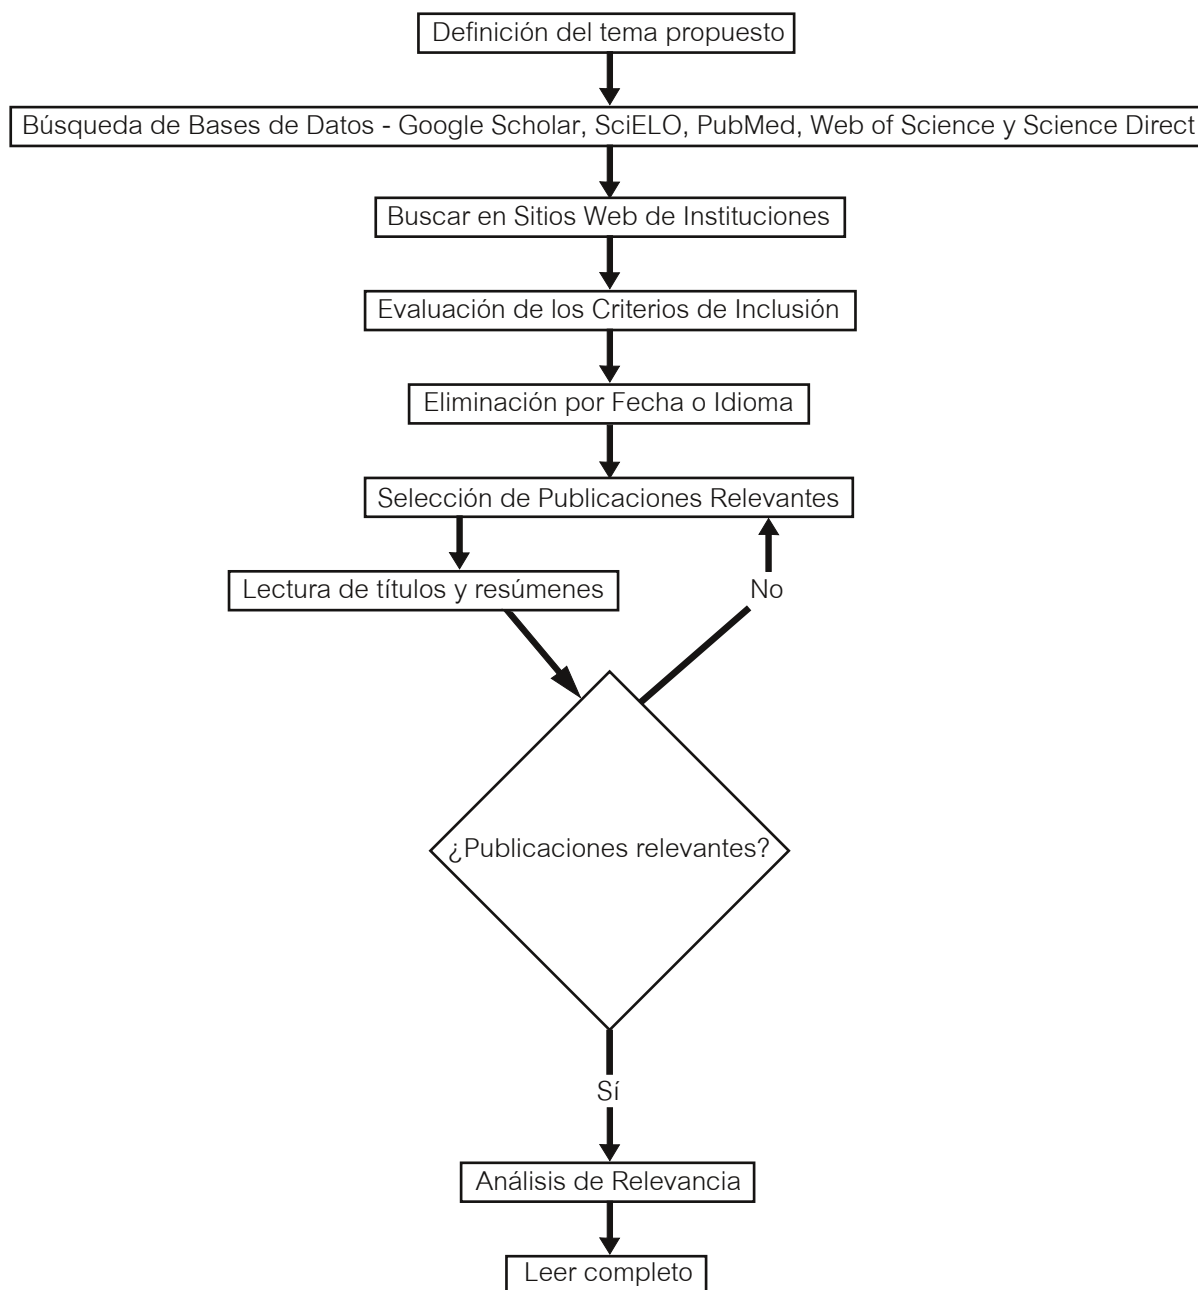 Definición del tema propuesto
Búsqueda de Bases de Datos - Google Scholar, SciELO, PubMed, Web of Science y Science Direct
Buscar en Sitios Web de Instituciones
Evaluación de los Criterios de Inclusión
Eliminación por Fecha o Idioma
Selección de Publicaciones Relevantes
Lectura de títulos y resúmenes
No
¿Publicaciones relevantes?
Sí
Análisis de Relevancia
Leer completo